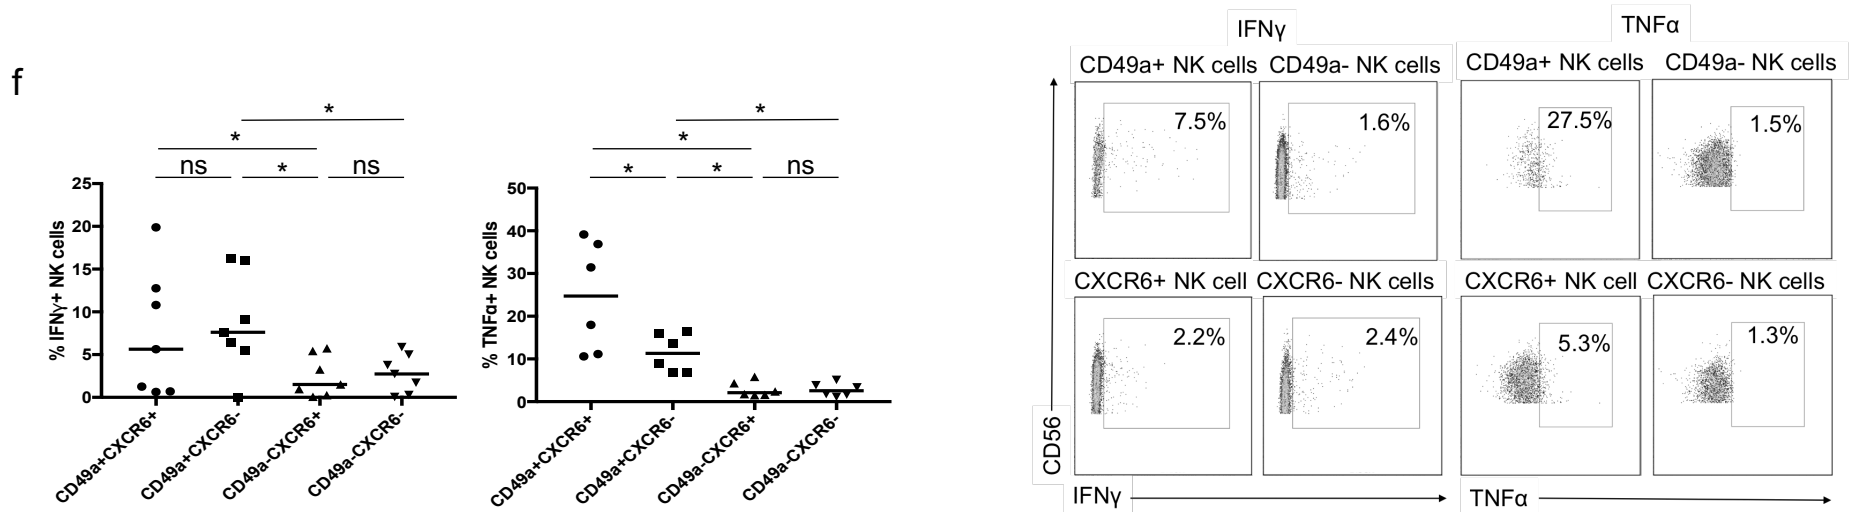 f
*
*
ns * ns
% IFNγ+ NK cells
25
20
15
10
5
0
CD49a+CXCR6+
CD49a+CXCR6-
CD49a-CXCR6+
CD49a-CXCR6-
*
*
* * ns
% TNFα+ NK cells
50
40
30
20
10
0
CD49a+CXCR6+
CD49a+CXCR6-
CD49a-CXCR6+
CD49a-CXCR6-
IFNγ
TNFα
CD49a+ NK cells CD49a- NK cells CD49a+ NK cells CD49a- NK cells
7.5% 1.6% 27.5% 1.5%
CXCR6+ NK cell CXCR6- NK cells CXCR6+ NK cell CXCR6- NK cells
2.2% 2.4% 5.3% 1.3%
CD56
IFNγ TNFα